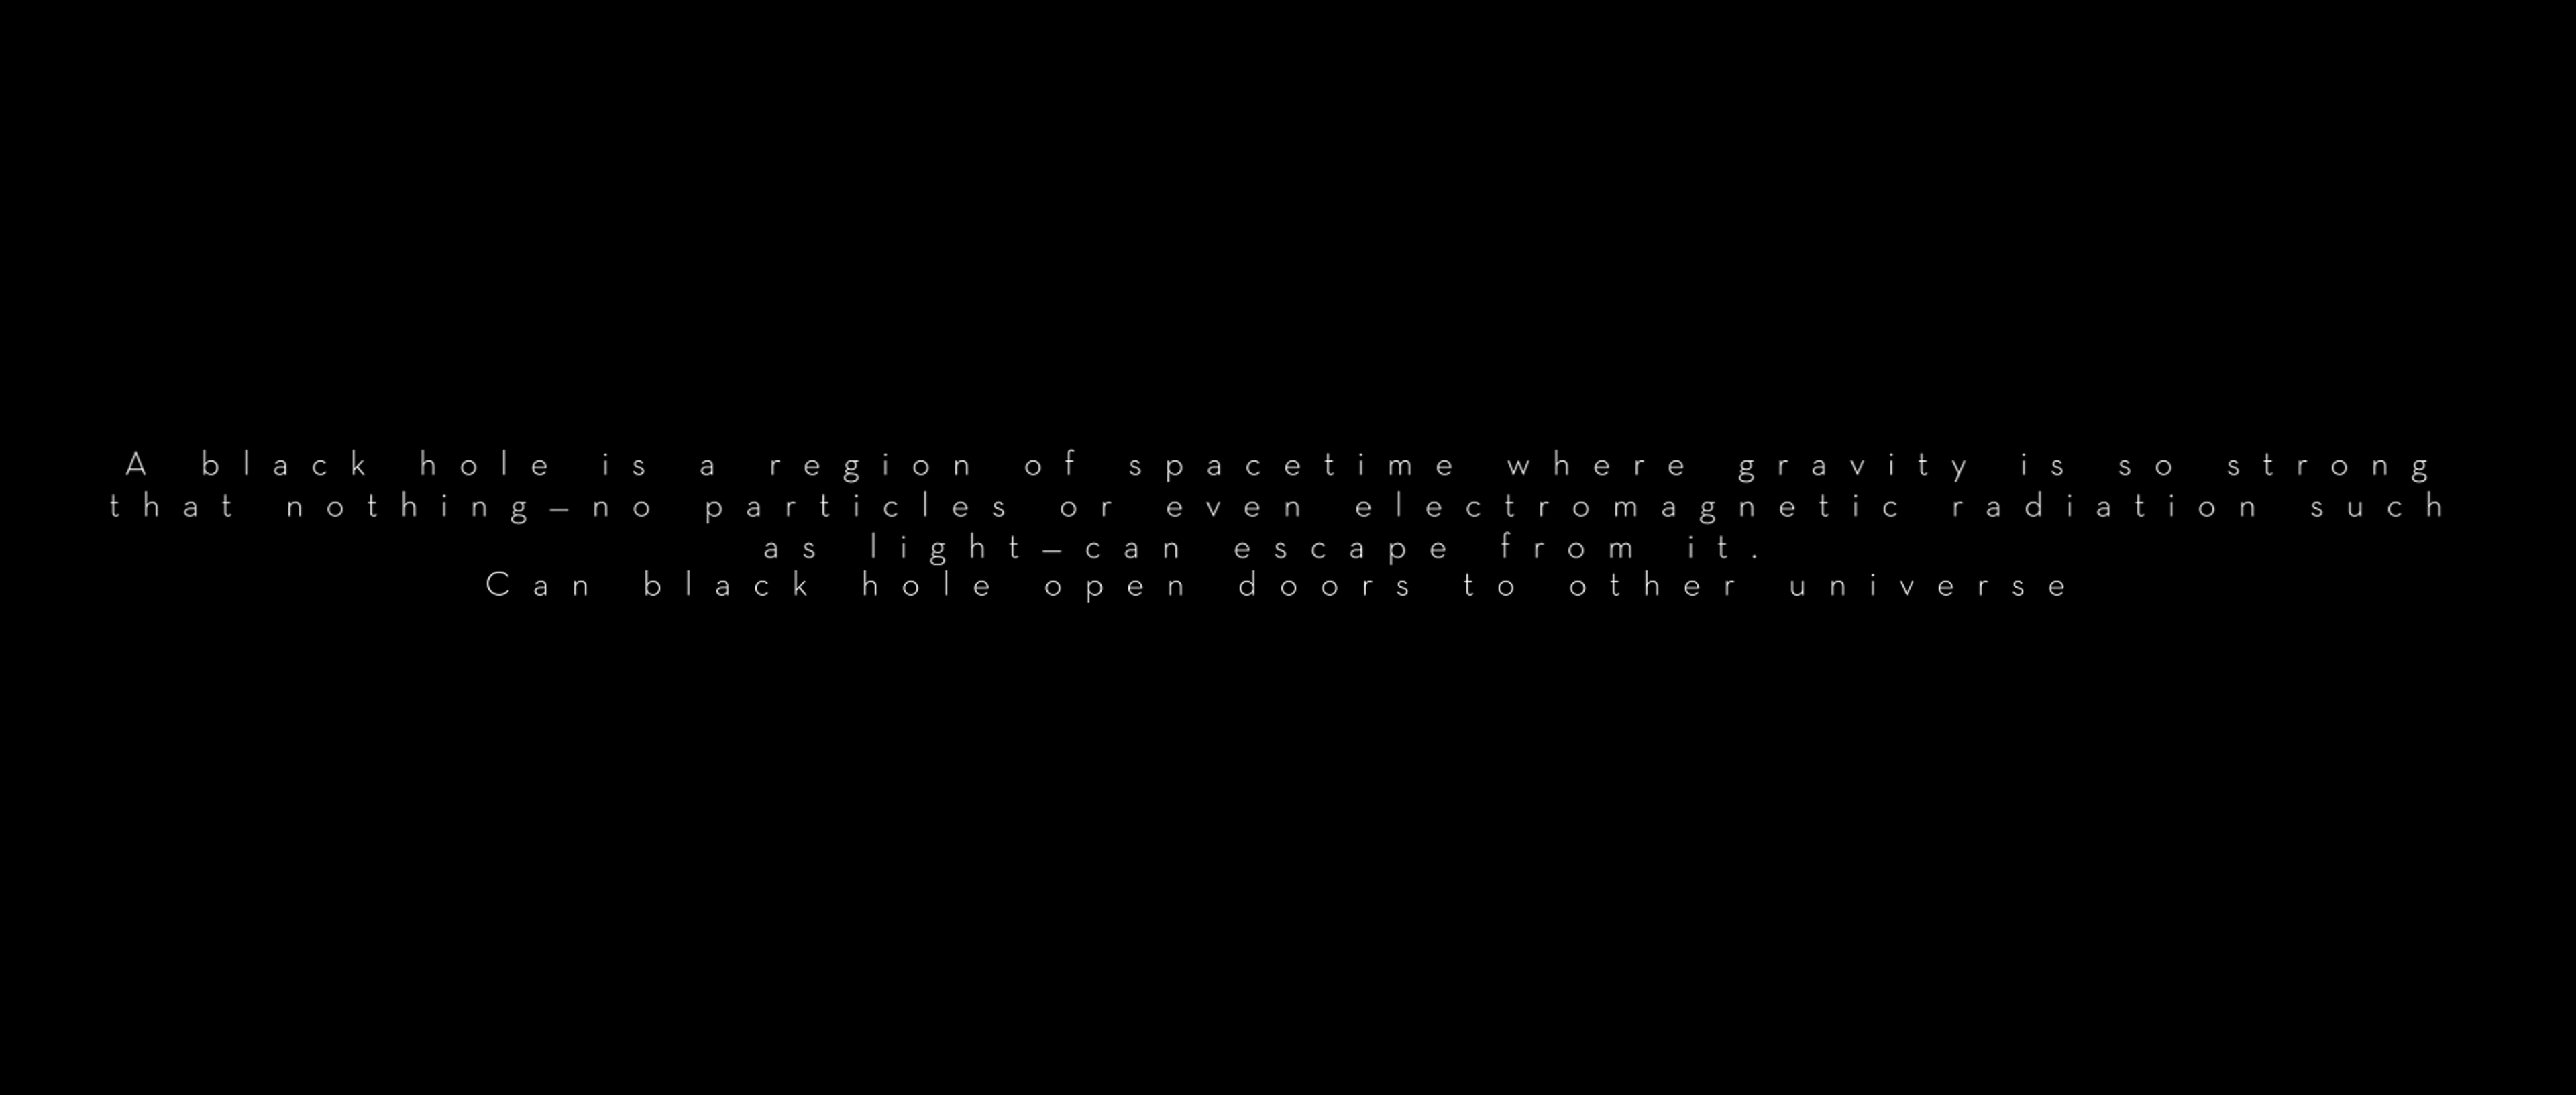 A black hole is a region of spacetime where gravity is so strong
that nothing—no particles or even electromagnetic radiation such
as light—can escape from it.
Can black hole open doors to other universe